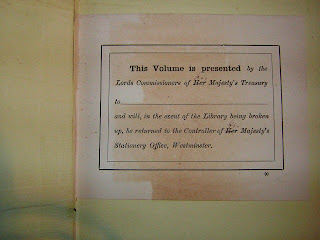 This Volume is presented by the
Lords Commissioners of Her Majesty's Treasury
to
and will, in the event of the Library being broken
up, be returned to the Controller of Her Majesty's
Stationery Office, Westminster.